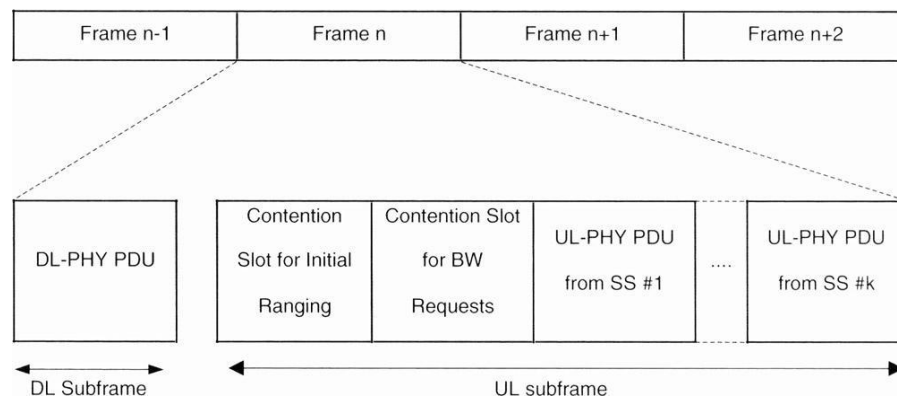 Frame n-1
Frame n
Frame n+1
Frame n+2
DL-PHY PDU
Contention
Slot for Initial
Ranging
Contention Slot
for BW
Requests
UL-PHY PDU
from SS #1
....
UL-PHY PDU
from SS #k
DL Subframe
UL subframe